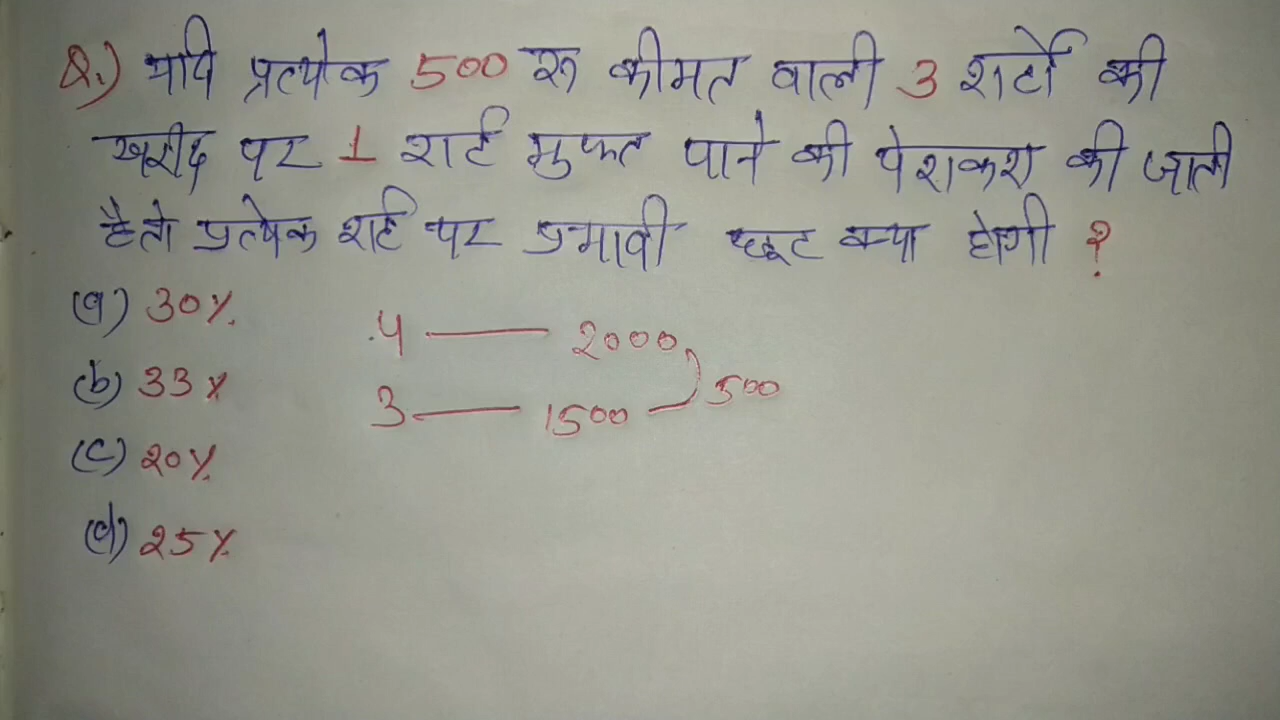 Q.) यदि प्रत्येक 500 रू कीमत वाली 3 शर्टो की
खरीद पर 1 शर्ट मुफ्त पाने की पेशकश की जाती
है तो प्रत्येक शर्ट पर प्रभावी छूट क्या होगी ?
(a) 30%
(b) 33%
(c) 20%
(d) 25%
4 — 2000
3 — 1500
500